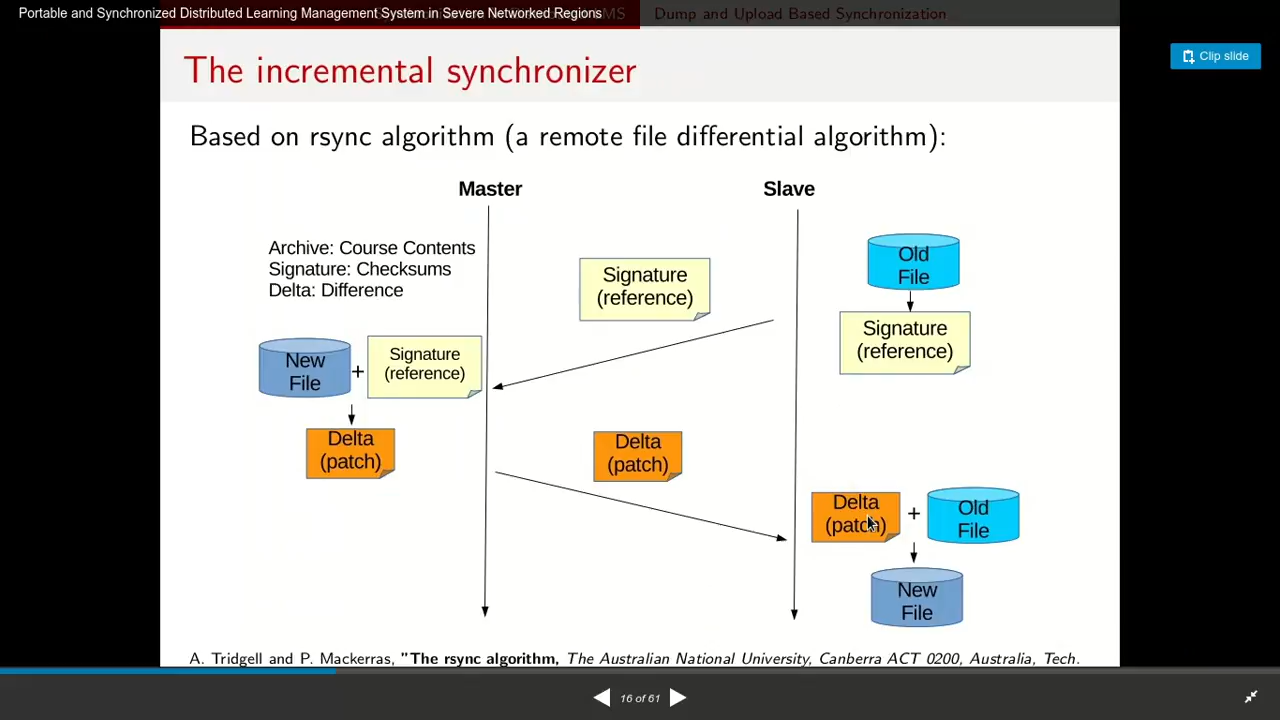 Portable and Synchronized Distributed Learning Management System in Severe Networked Regions
Dump and Upload Based Synchronization
Clip slide
The incremental synchronizer
Based on rsync algorithm (a remote file differential algorithm):
Master
Slave
Archive: Course Contents
Signature: Checksums
Delta: Difference
Signature
(reference)
Old
File
Signature
(reference)
New
File
+
Signature
(reference)
Delta
(patch)
Delta
(patch)
Delta
(patch)
+
Old
File
New
File
A. Tridgell and P. Mackerras, "The rsync algorithm, The Australian National University, Canberra ACT 0200, Australia, Tech.
16 of 61